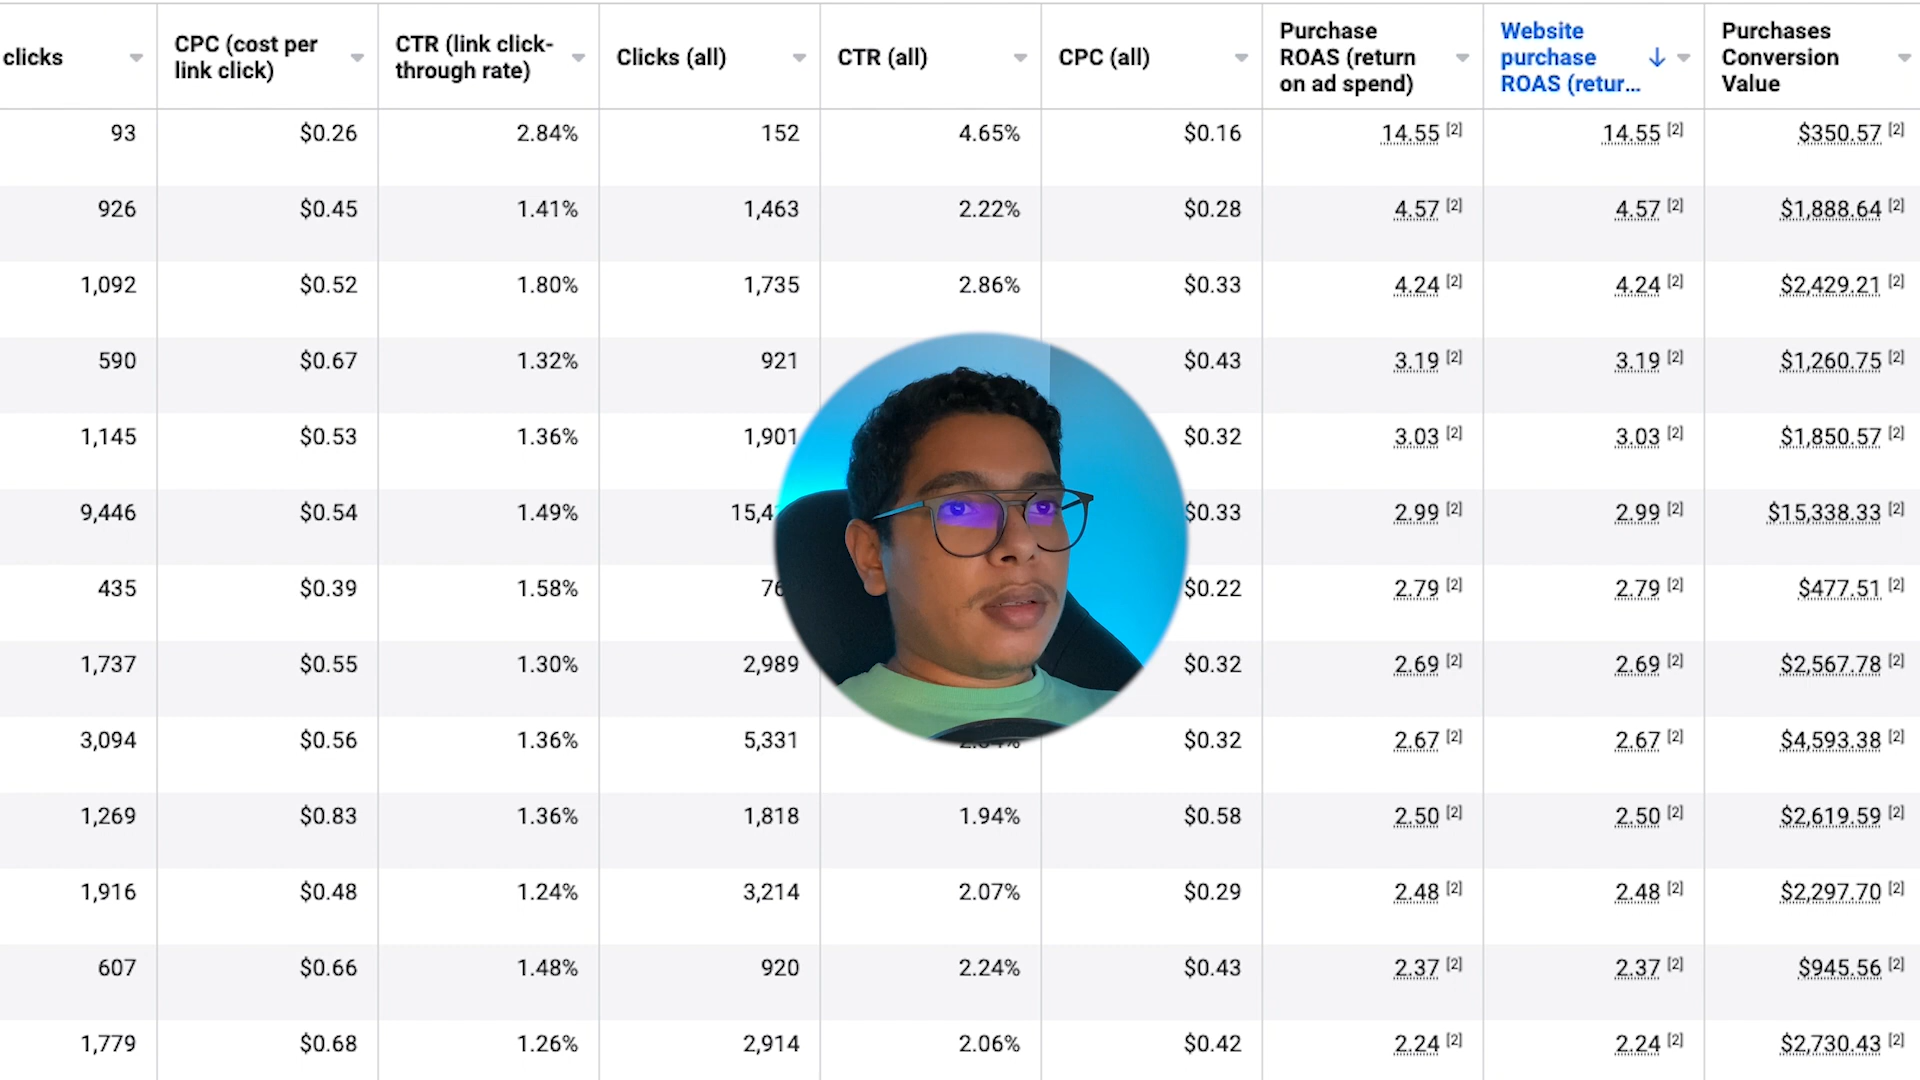 clicks CPC (cost per link click) CTR (link click-through rate) Clicks (all) CTR (all) CPC (all) Purchase ROAS (return on ad spend) Website purchase ROAS (retur... Purchases Conversion Value
93 $0.26 2.84% 152 4.65% $0.16 14.55 [2] 14.55 [2] $350.57 [2]
926 $0.45 1.41% 1,463 2.22% $0.28 4.57 [2] 4.57 [2] $1,888.64 [2]
1,092 $0.52 1.80% 1,735 2.86% $0.33 4.24 [2] 4.24 [2] $2,429.21 [2]
590 $0.67 1.32% 921 $0.43 3.19 [2] 3.19 [2] $1,260.75 [2]
1,145 $0.53 1.36% 1,901 $0.32 3.03 [2] 3.03 [2] $1,850.57 [2]
9,446 $0.54 1.49% $0.33 2.99 [2] 2.99 [2] $15,338.33 [2]
435 $0.39 1.58% $0.22 2.79 [2] 2.79 [2] $477.51 [2]
1,737 $0.55 1.30% 2,989 $0.32 2.69 [2] 2.69 [2] $2,567.78 [2]
3,094 $0.56 1.36% 5,331 $0.32 2.67 [2] 2.67 [2] $4,593.38 [2]
1,269 $0.83 1.36% 1,818 1.94% $0.58 2.50 [2] 2.50 [2] $2,619.59 [2]
1,916 $0.48 1.24% 3,214 2.07% $0.29 2.48 [2] 2.48 [2] $2,297.70 [2]
607 $0.66 1.48% 920 2.24% $0.43 2.37 [2] 2.37 [2] $945.56 [2]
1,779 $0.68 1.26% 2,914 2.06% $0.42 2.24 [2] 2.24 [2] $2,730.43 [2]